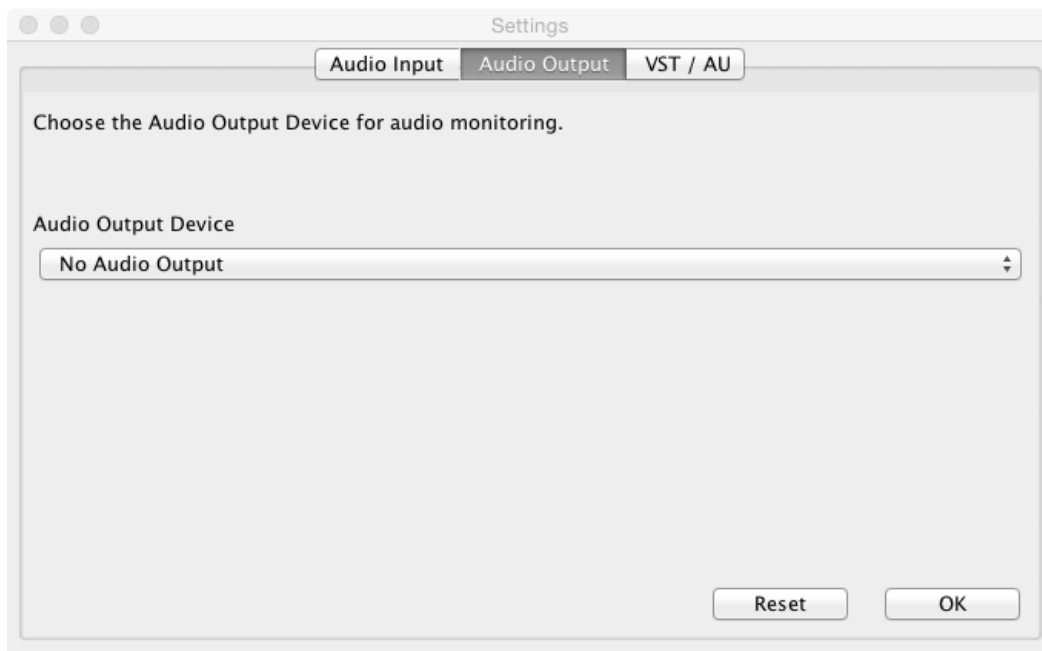 Settings
Audio Input Audio Output VST / AU
Choose the Audio Output Device for audio monitoring.
Audio Output Device
No Audio Output
Reset OK